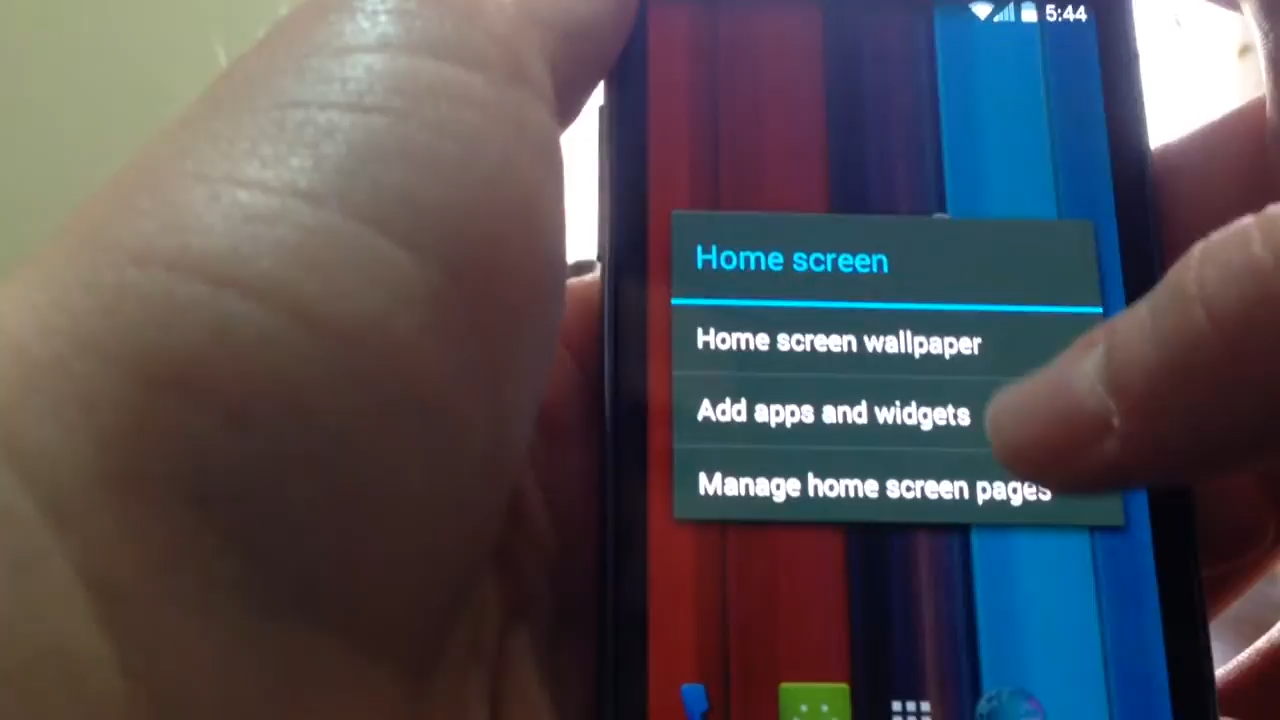 5:44
Home screen
Home screen wallpaper
Add apps and widgets
Manage home screen pages